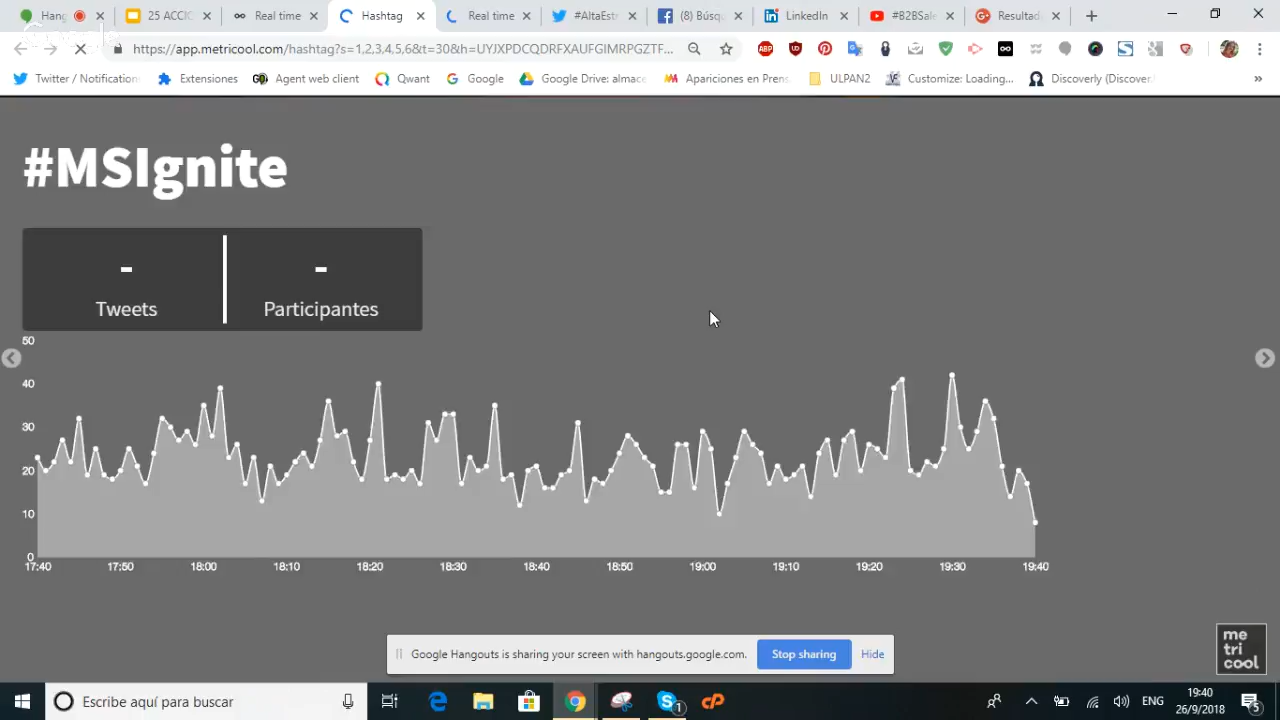 Hang
25 ACCIO
Real time
Hashtag
Real time
#AltaEstr
(8) Búsqu
LinkedIn
#B2BSale
Resultad
https://app.metricool.com/hashtag?s=1,2,3,4,5,6&t=30&h=UYJXPDCQDRFXAUFGIMRPGZTF...
Twitter / Notification
Extensiones
Agent web client
Qwant
Google
Google Drive: almace
Apariciones en Prens
ULPAN2
Customize: Loading...
Discoverly (Discover
»
#MSIgnite
- -
Tweets Participantes
50
40
30
20
10
0
17:40 17:50 18:00 18:10 18:20 18:30 18:40 18:50 19:00 19:10 19:20 19:30 19:40
Google Hangouts is sharing your screen with hangouts.google.com. Stop sharing Hide
me
tri
cool
Escribe aquí para buscar
1
ENG
19:40
26/9/2018
5